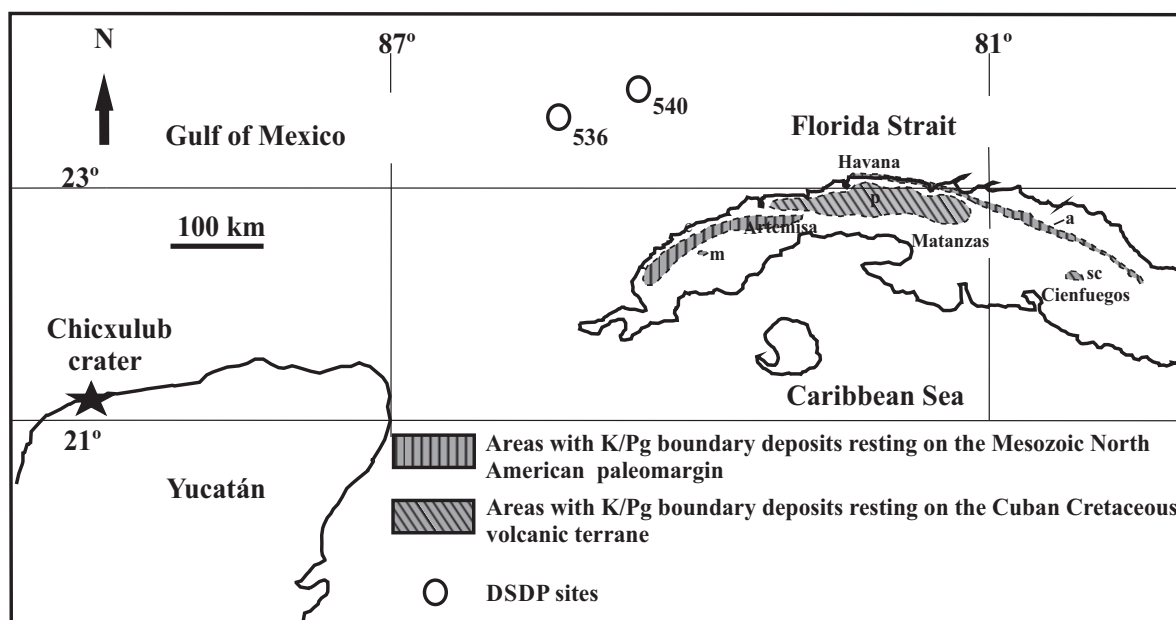 N
87º
81º
540
536
Gulf of Mexico
Florida Strait
Havana
23º
p
100 km
a
Artemisa
c
m
Matanzas
sc
Cienfuegos
Chicxulub
crater
Caribbean Sea
21º
Areas with K/Pg boundary deposits resting on the Mesozoic North
American paleomargin
Yucatán
Areas with K/Pg boundary deposits resting on the Cuban Cretaceous
volcanic terrane
DSDP sites